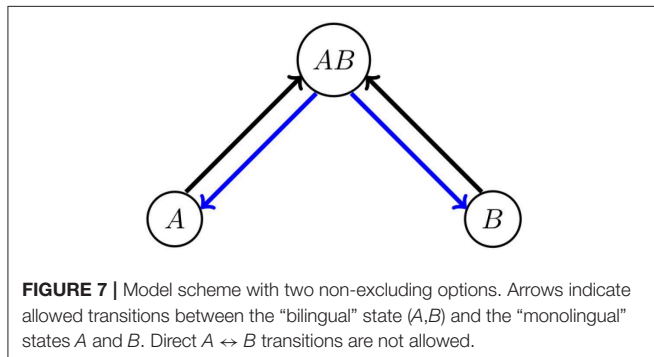 AB
A
B
FIGURE 7 | Model scheme with two non-excluding options. Arrows indicate
allowed transitions between the “bilingual” state (A,B) and the “monolingual”
states A and B. Direct A ↔ B transitions are not allowed.